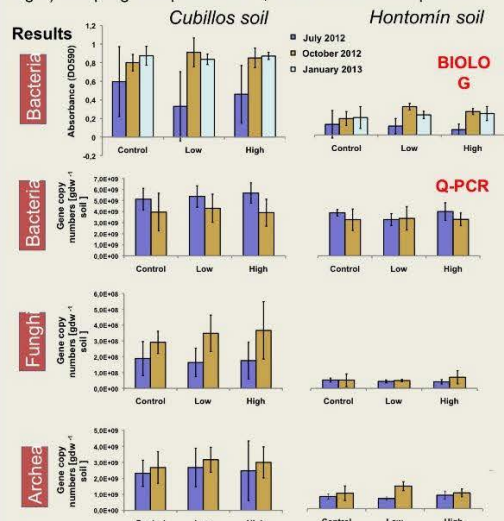 Cubillos soil
Hontomín soil
Results
July 2012
October 2012
January 2013
BIOLO
G
Bacteria
Absorbance (DO590)
1,2
1
0,8
0,6
0,4
0,2
0
-0,2
Control Low High
Control Low High
Bacteria
Gene copy
numbers [gdw -1
soil ]
7,0E+09
6,0E+09
5,0E+09
4,0E+09
3,0E+09
2,0E+09
1,0E+09
0,0E+00
Q-PCR
Control Low High
Control Low High
Funghi
Gene copy
numbers [gdw -1
soil ]
6,0E+08
5,0E+08
4,0E+08
3,0E+08
2,0E+08
1,0E+08
0,0E+08
Control Low High
Control Low High
Archea
Gene copy
numbers [gdw -1
soil ]
5,0E+09
4,0E+09
3,0E+09
2,0E+09
1,0E+09
0,0E+00
Control Low High